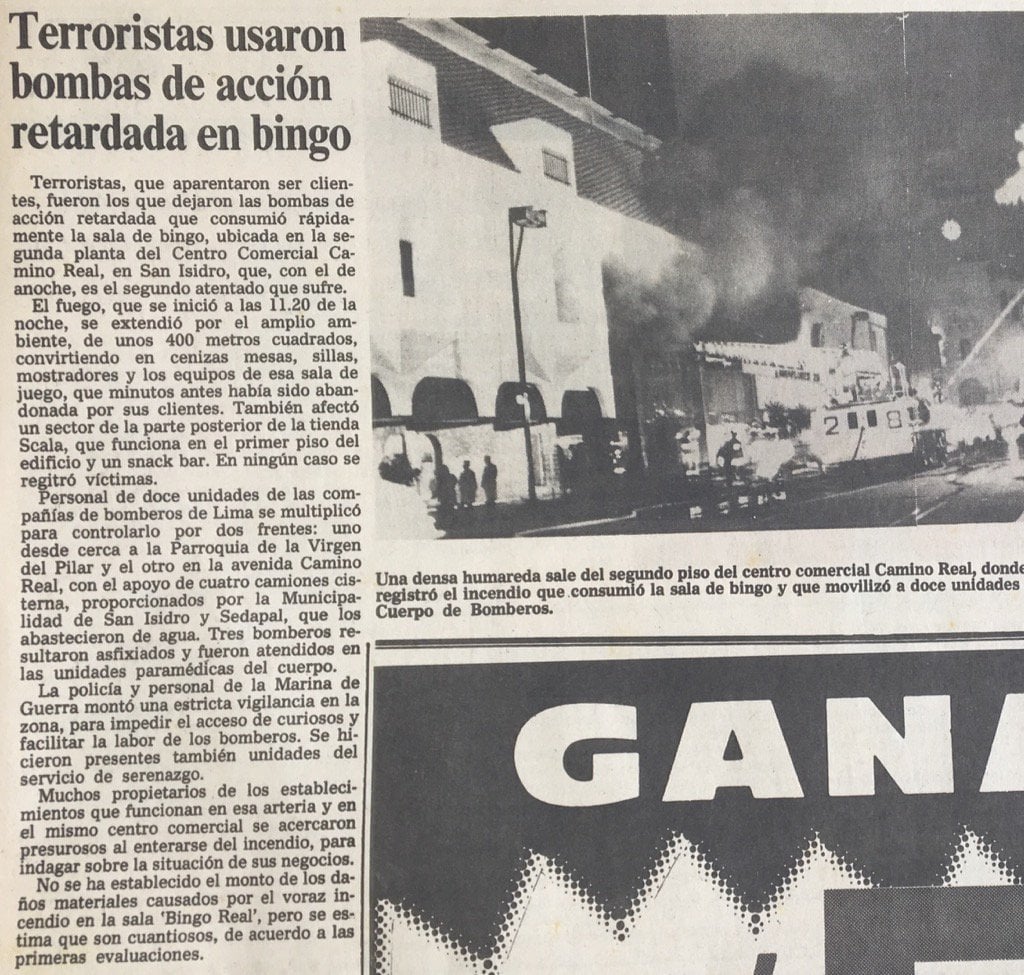 Terroristas usaron
bombas de acción
retardada en bingo
Terroristas, que aparentaron ser clien-
tes, fueron los que dejaron las bombas de
acción retardada que consumió rápida-
mente la sala de bingo, ubicada en la se-
gunda planta del Centro Comercial Ca-
mino Real, en San Isidro, que, con el de
anoche, es el segundo atentado que sufre.
El fuego, que se inició a las 11.20 de la
noche, se extendió por el amplio am-
biente, de unos 400 metros cuadrados,
convirtiendo en cenizas mesas, sillas,
mostradores y los equipos de esa sala de
juego, que minutos antes había sido aban-
donada por sus clientes. También afectó
un sector de la parte posterior de la tienda
Scala, que funciona en el primer piso del
edificio y un snack bar. En ningún caso se
regitró víctimas.
Personal de doce unidades de las com-
pañías de bomberos de Lima se multiplicó
para controlarlo por dos frentes: uno
desde cerca a la Parroquia de la Virgen
del Pilar y el otro en la avenida Camino
Real, con el apoyo de cuatro camiones cis-
terna, proporcionados por la Municipa-
lidad de San Isidro y Sedapal, que los
abastecieron de agua. Tres bomberos re-
sultaron asfixiados y fueron atendidos en
las unidades paramédicas del cuerpo.
La policía y personal de la Marina de
Guerra montó una estricta vigilancia en la
zona, para impedir el acceso de curiosos y
facilitar la labor de los bomberos. Se hi-
cieron presentes también unidades del
servicio de serenazgo.
Muchos propietarios de los estableci-
mientos que funcionan en esa arteria y en
el mismo centro comercial se acercaron
presurosos al enterarse del incendio, para
indagar sobre la situación de sus negocios.
No se ha establecido el monto de los da-
ños materiales causados por el voraz in-
cendio en la sala 'Bingo Real', pero se es-
tima que son cuantiosos, de acuerdo a las
primeras evaluaciones.
2 8
Una densa humareda sale del segundo piso del centro comercial Camino Real, donde
registró el incendio que consumió la sala de bingo y que movilizó a doce unidades
Cuerpo de Bomberos.
GANA